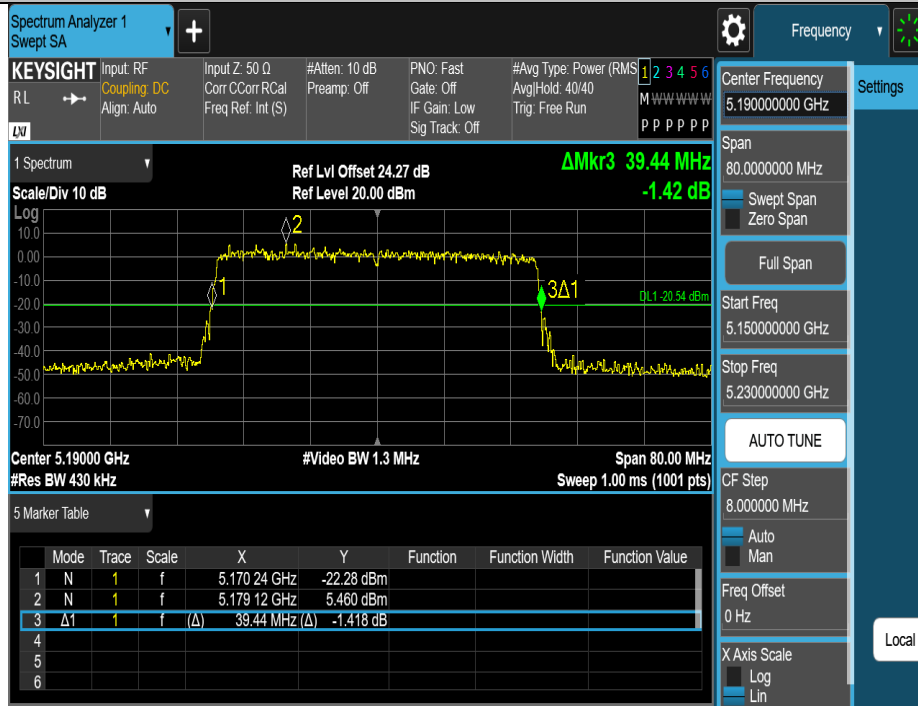 Spectrum Analyzer 1
Swept SA
+
Frequency
KEYSIGHT
RL
LXI
Input: RF
Coupling: DC
Align: Auto
Input Z: 50 Ω
Corr CCorr RCal
Freq Ref: Int (S)
#Atten: 10 dB
Preamp: Off
PNO: Fast
Gate: Off
IF Gain: Low
Sig Track: Off
#Avg Type: Power (RMS
Avg|Hold: 40/40
Trig: Free Run
1 2 3 4 5 6
M W W W W W
P P P P P P
1 Spectrum
Scale/Div 10 dB
Ref Lvl Offset 24.27 dB
Ref Level 20.00 dBm
ΔMkr3 39.44 MHz
-1.42 dB
Log
10.0
0.00
-10.0
-20.0
-30.0
-40.0
-50.0
-60.0
-70.0
2
1
3Δ1
DL1 -20.54 dBm
Center 5.19000 GHz
#Video BW 1.3 MHz
Span 80.00 MHz
#Res BW 430 kHz
Sweep 1.00 ms (1001 pts)
5 Marker Table
Mode Trace Scale X Y Function Function Width Function Value
1 N 1 f 5.170 24 GHz -22.28 dBm
2 N 1 f 5.179 12 GHz 5.460 dBm
3 Δ1 1 f (Δ) 39.44 MHz (Δ) -1.418 dB
4
5
6
Center Frequency
5.190000000 GHz
Span
80.0000000 MHz
Swept Span
Zero Span
Full Span
Start Freq
5.150000000 GHz
Stop Freq
5.230000000 GHz
AUTO TUNE
CF Step
8.000000 MHz
Auto
Man
Freq Offset
0 Hz
X Axis Scale
Log
Lin
Settings
Local